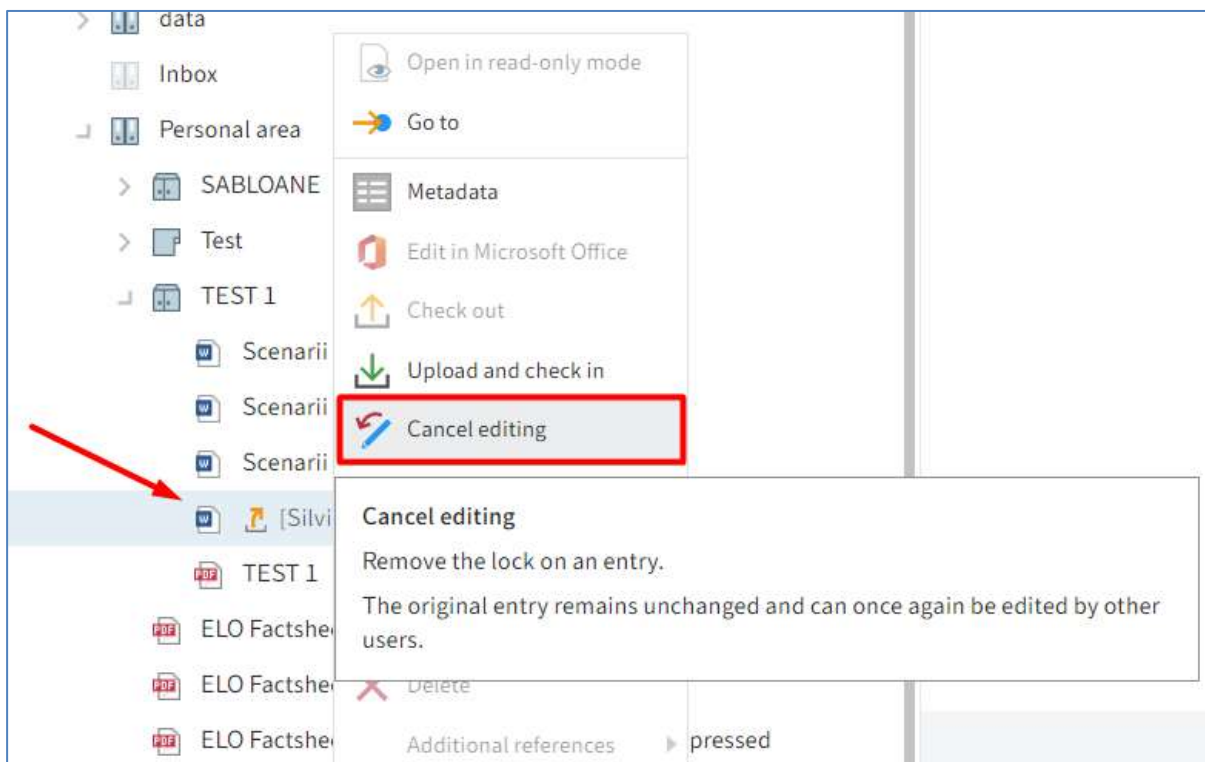 data
Inbox
Personal area
SABLOANE
Test
TEST 1
Scenarii
Scenarii
Scenarii
[Silvi
TEST 1
ELO Factshe
ELO Factshe
ELO Factshe
pressed
Open in read-only mode
Go to
Metadata
Edit in Microsoft Office
Check out
Upload and check in
Cancel editing
Cancel editing
Remove the lock on an entry.
The original entry remains unchanged and can once again be edited by other
users.
Delete
Additional references